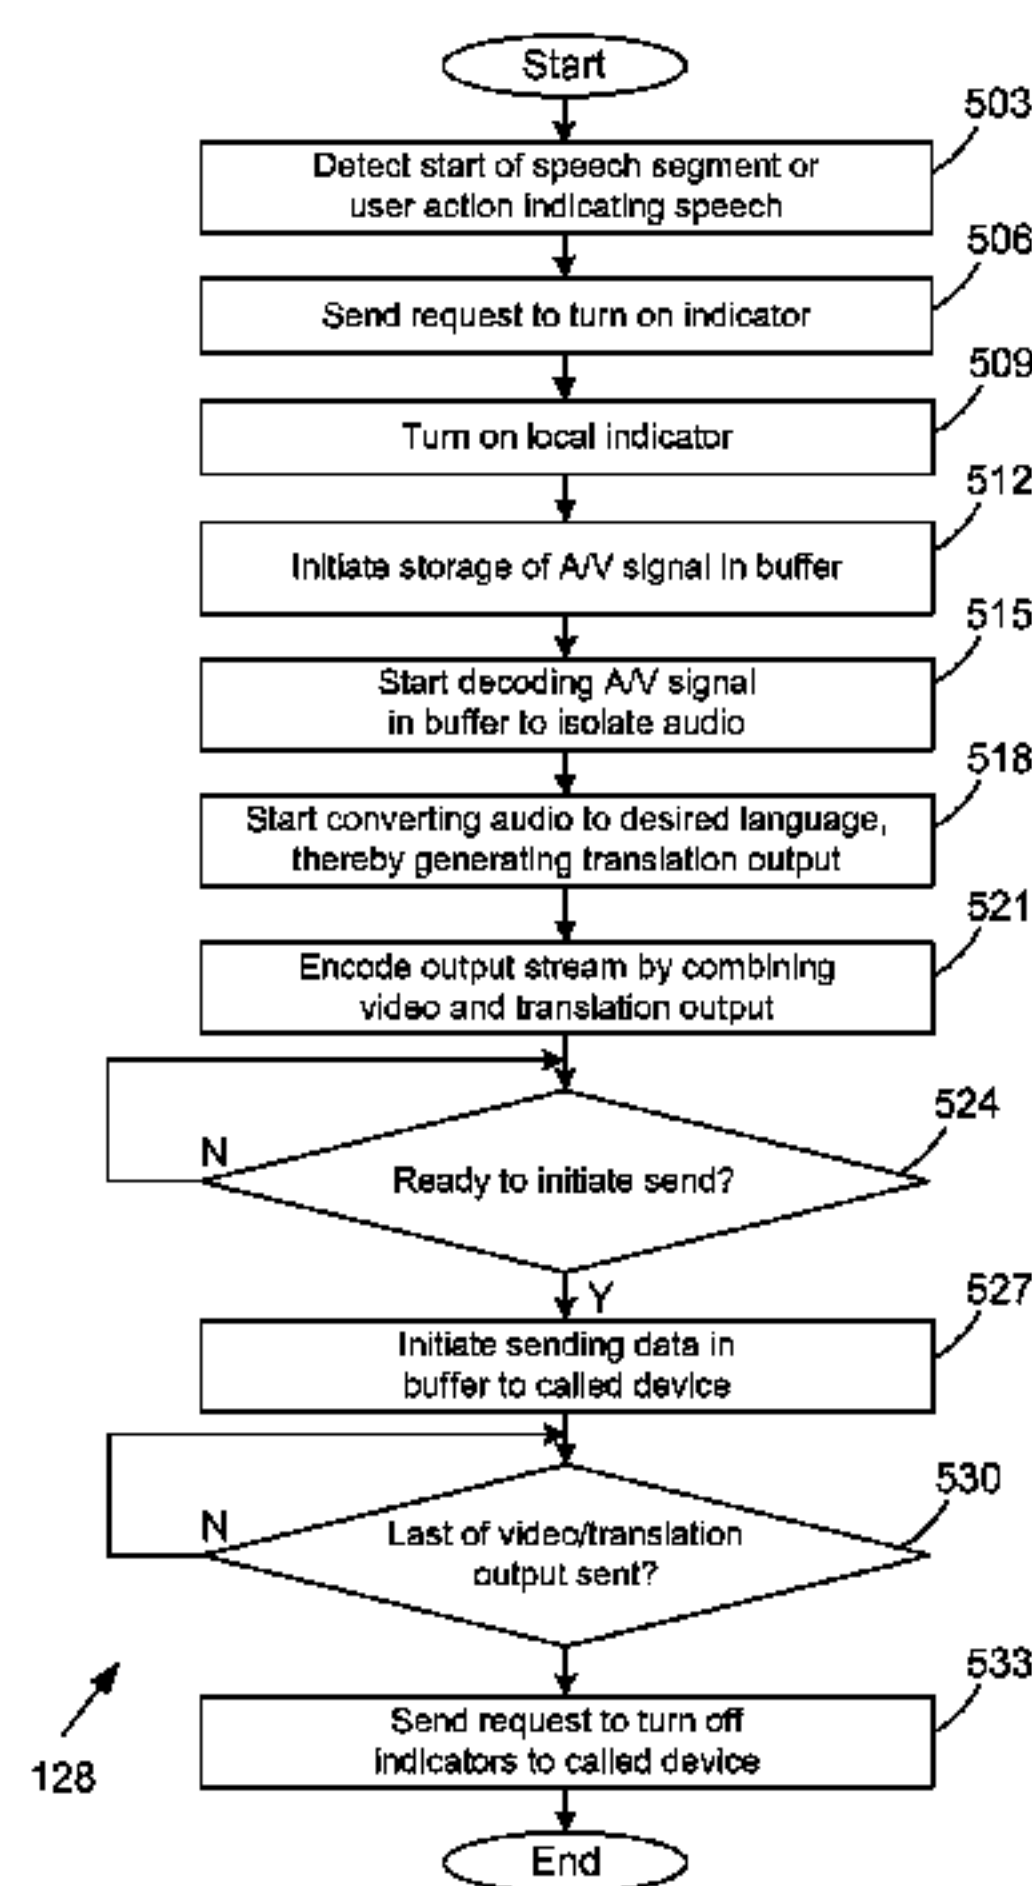 Start
503
Detect start of speech segment or
user action indicating speech
506
Send request to turn on indicator
509
Turn on local indicator
512
Initiate storage of A/V signal in buffer
515
Start decoding A/V signal
in buffer to isolate audio
518
Start converting audio to desired language,
thereby generating translation output
521
Encode output stream by combining
video and translation output
524
N
Ready to initiate send?
Y
527
Initiate sending data in
buffer to called device
530
N
Last of video/translation
output sent?
533
Send request to turn off
indicators to called device
128
End